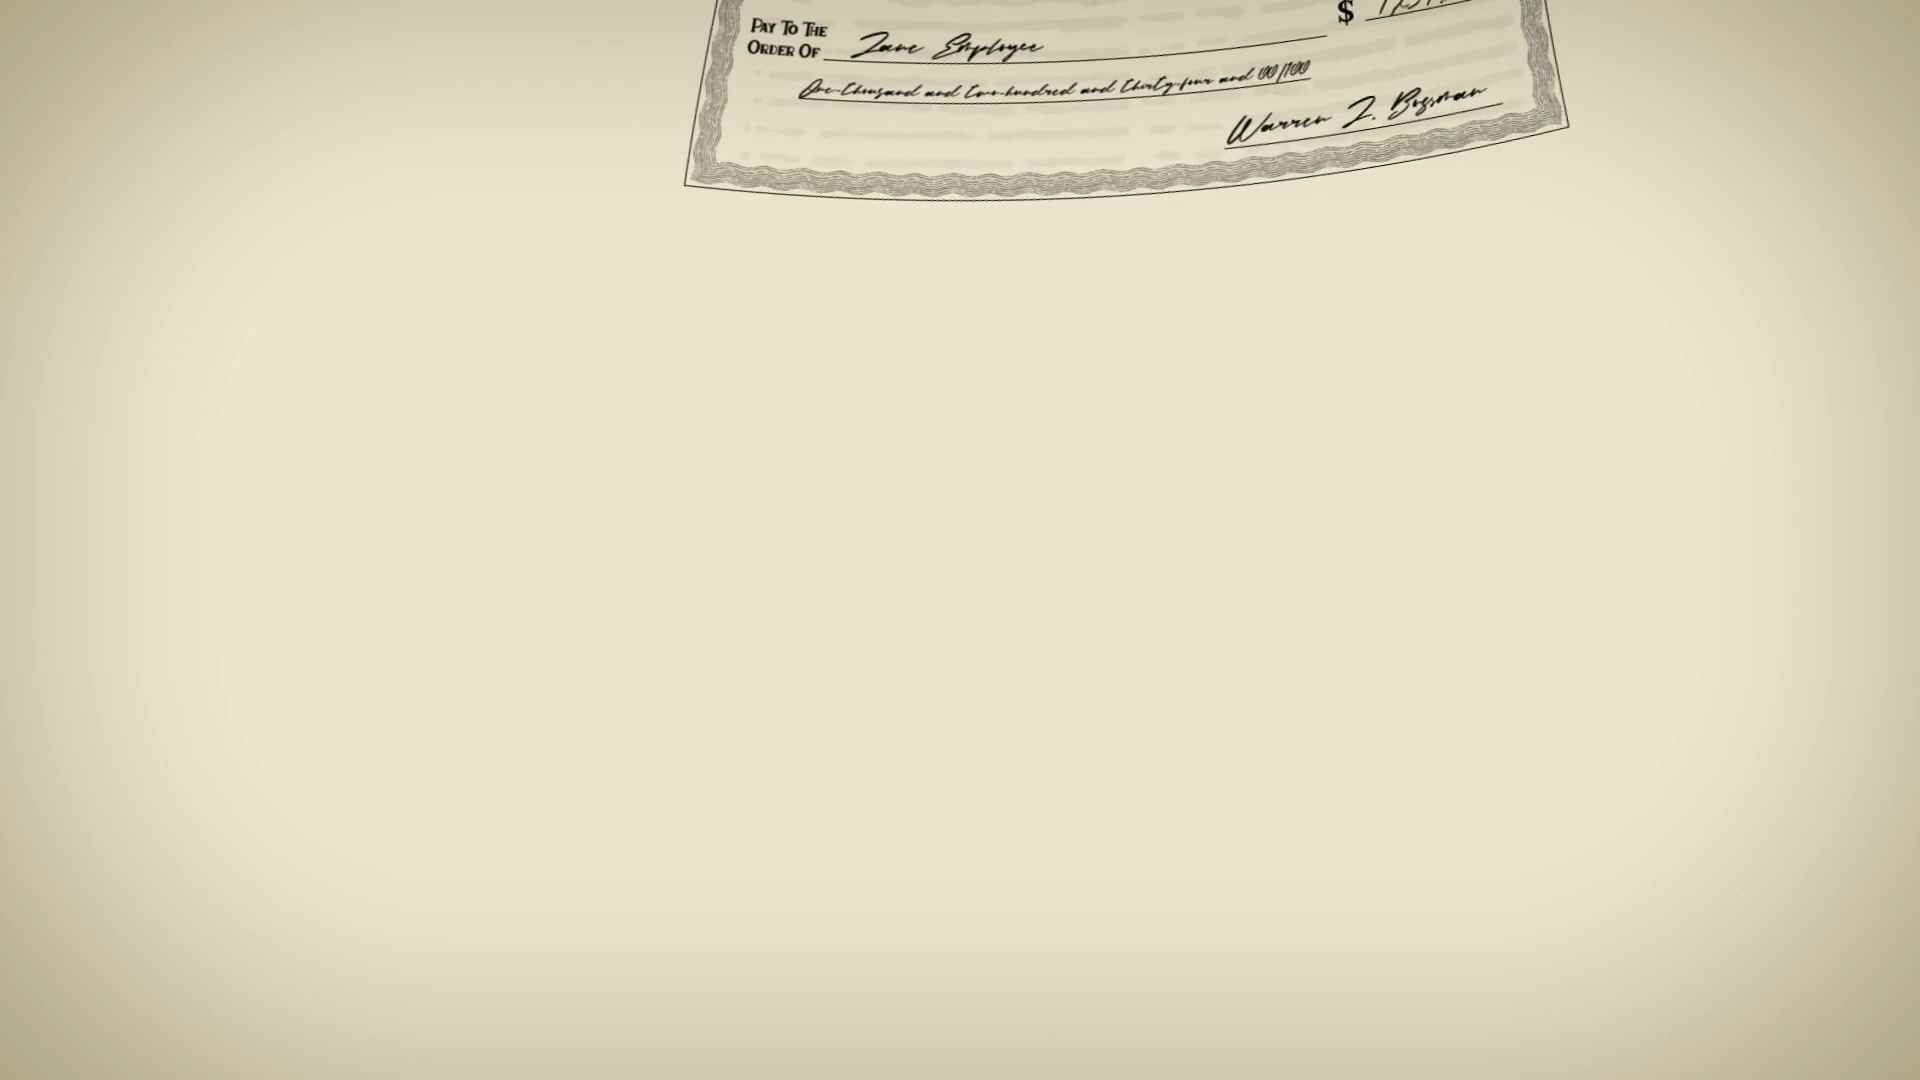 PAY TO THE
ORDER OF Jane Employee
$
One-thousand and two-hundred and thirty-four and 00/100
Warren J. Bossman